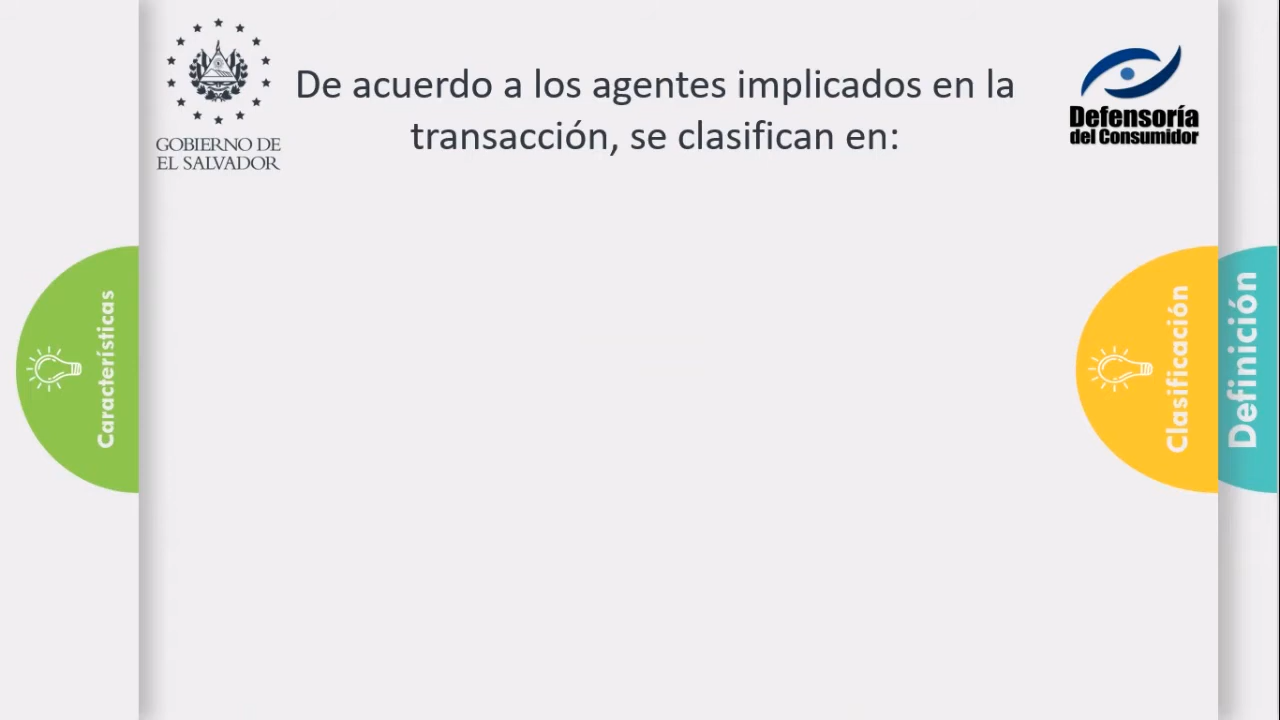 De acuerdo a los agentes implicados en la
transacción, se clasifican en:
GOBIERNO DE
EL SALVADOR
Defensoría
del Consumidor
Características
Clasificación
Definición